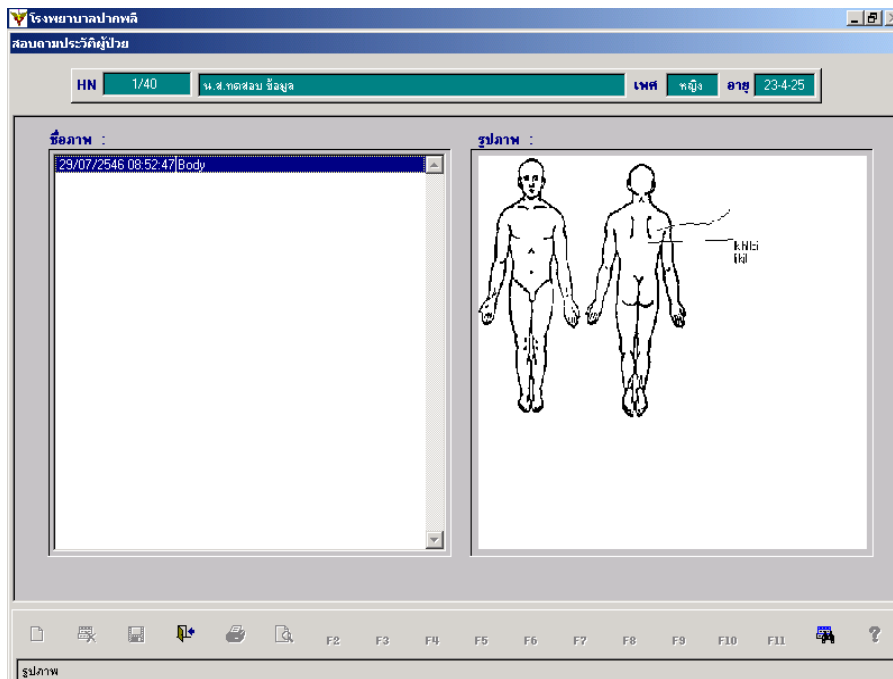 โรงพยาบาลปากพลี
สอบถามประวัติผู้ป่วย
HN 1/40 น.ส.ทดสอบ ข้อมูล เพศ หญิง อายุ 23-4-25
ชื่อภาพ :
รูปภาพ :
29/07/2546 08:52:47 Body
F2 F3 F4 F5 F6 F7 F8 F9 F10 F11 ?
รูปภาพ